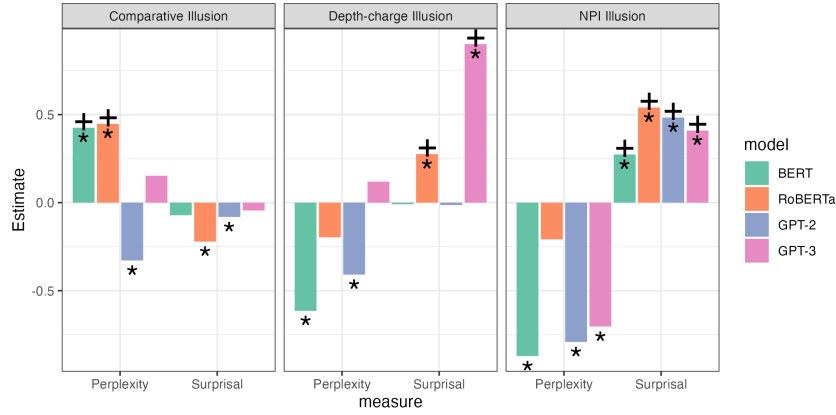 Comparative Illusion
Depth-charge Illusion
NPI Illusion
Estimate
0.5
0.0
-0.5
+ + + + + + + +
* * * * * * * * * * * * * * *
Perplexity Surprisal
Perplexity Surprisal
Perplexity Surprisal
measure
model
BERT
RoBERTa
GPT-2
GPT-3